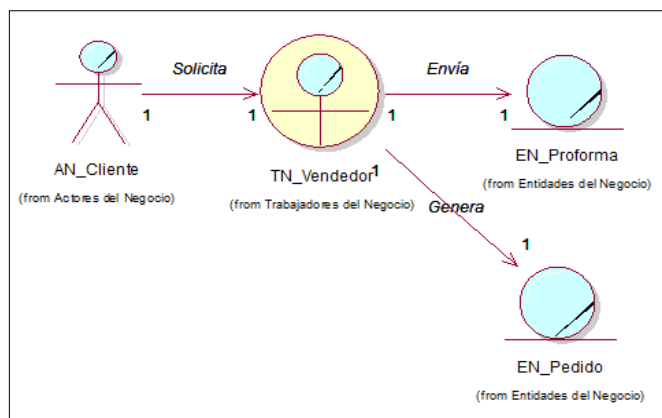 Solicita
Envía
1
1
1
1
AN_Cliente
(from Actores del Negocio)
TN_Vendedor
(from Trabajadores del Negocio)
1
EN_Proforma
(from Entidades del Negocio)
Genera
1
EN_Pedido
(from Entidades del Negocio)